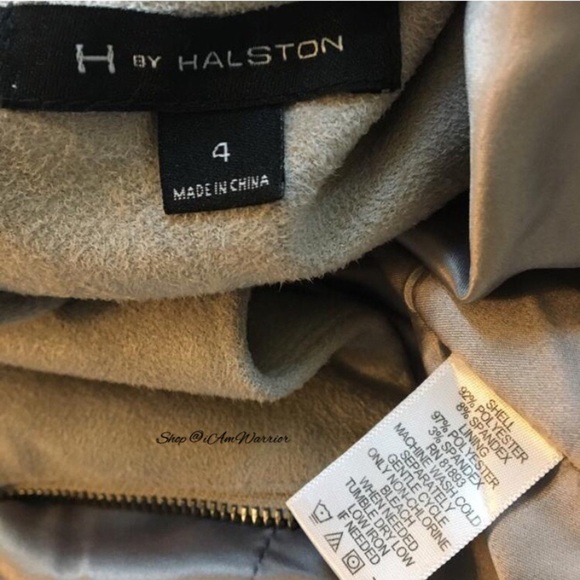 H BY HALSTON
4
MADE IN CHINA
Shop @iAmWarrior
SHELL
92% POLYESTER
8% SPANDEX
LINING
97% POLYESTER
3% SPANDEX
RN 81893
MACHINE WASH COLD
SEPARATELY
GENTLE CYCLE
ONLY NON-CHLORINE
BLEACH
WHEN NEEDED
TUMBLE DRY LOW
LOW IRON
IF NEEDED